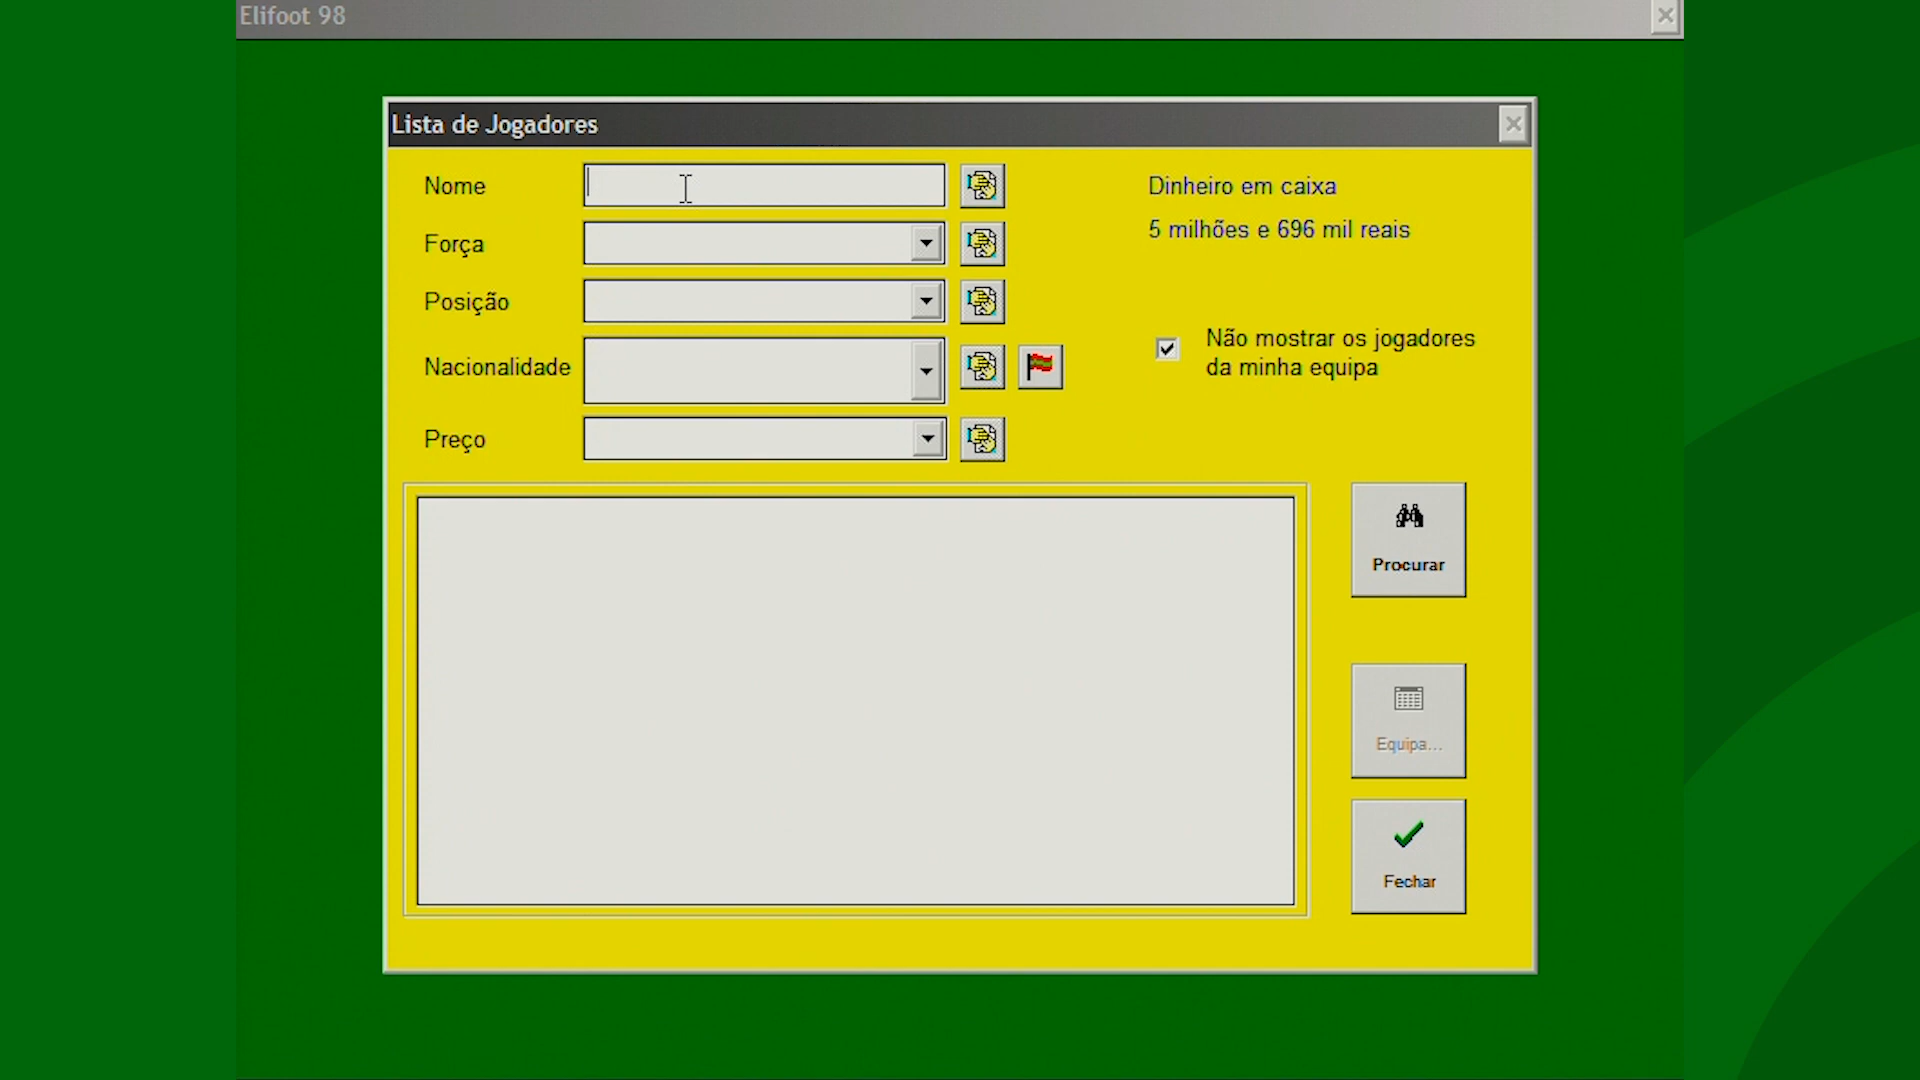 Elifoot 98
Lista de Jogadores
Nome
Força
Posição
Nacionalidade
Preço
Dinheiro em caixa
5 milhões e 696 mil reais
Não mostrar os jogadores
da minha equipa
Procurar
Equipa...
Fechar